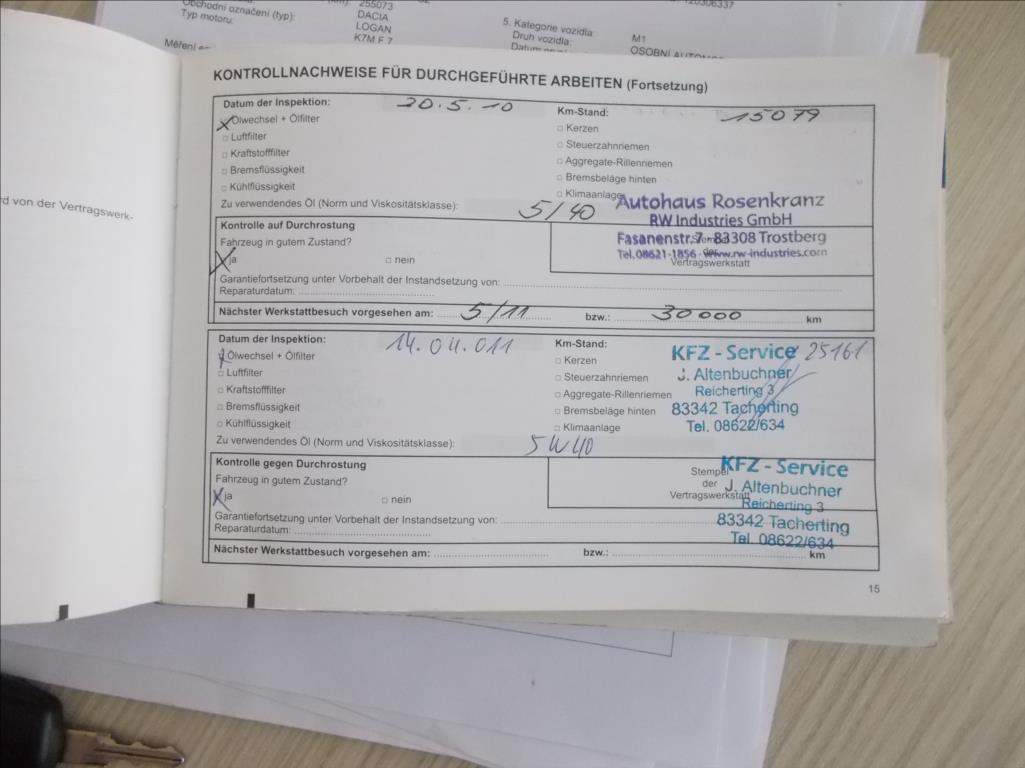 255073
Obchodní označení (typ): DACIA
LOGAN
Typ motoru: K7M F 7
Měření
5. Kategorie vozidla: M1
Druh vozidla: OSOBNÍ
Datum
rd von der Vertragswerk-
KONTROLLNACHWEISE FÜR DURCHGEFÜHRTE ARBEITEN (Fortsetzung)
Datum der Inspektion: 20.5.10 Km-Stand: 15079
Ölwechsel + Ölfilter
Luftfilter
Kraftstofffilter
Bremsflüssigkeit
Kühlflüssigkeit
Kerzen
Steuerzahnriemen
Aggregate-Rillenriemen
Bremsbeläge hinten
Klimaanlage
Zu verwendendes Öl (Norm und Viskositätsklasse): 5/40
Autohaus Rosenkranz
RW Industries GmbH
Fasanenstr.7 · 83308 Trostberg
Tel.08621-1856 · www.rw-industries.com
Kontrolle auf Durchrostung
Fahrzeug in gutem Zustand?
ja nein
Stempel
der
Vertragswerkstatt
Garantiefortsetzung unter Vorbehalt der Instandsetzung von:
Reparaturdatum:
Nächster Werkstattbesuch vorgesehen am: 5/11 bzw.: 30000 km
Datum der Inspektion: 14.04.011 Km-Stand: 25161
Ölwechsel + Ölfilter
Luftfilter
Kraftstofffilter
Bremsflüssigkeit
Kühlflüssigkeit
Kerzen
Steuerzahnriemen
Aggregate-Rillenriemen
Bremsbeläge hinten
Klimaanlage
KFZ - Service
J. Altenbuchner
Reicherting 3
83342 Tacherting
Tel. 08622/634
Zu verwendendes Öl (Norm und Viskositätsklasse): 5W40
Kontrolle gegen Durchrostung
Fahrzeug in gutem Zustand?
ja nein
Stempel
der
Vertragswerkstatt
KFZ - Service
J. Altenbuchner
Reicherting 3
83342 Tacherting
Tel. 08622/634
Garantiefortsetzung unter Vorbehalt der Instandsetzung von:
Reparaturdatum:
Nächster Werkstattbesuch vorgesehen am: bzw.: km
15